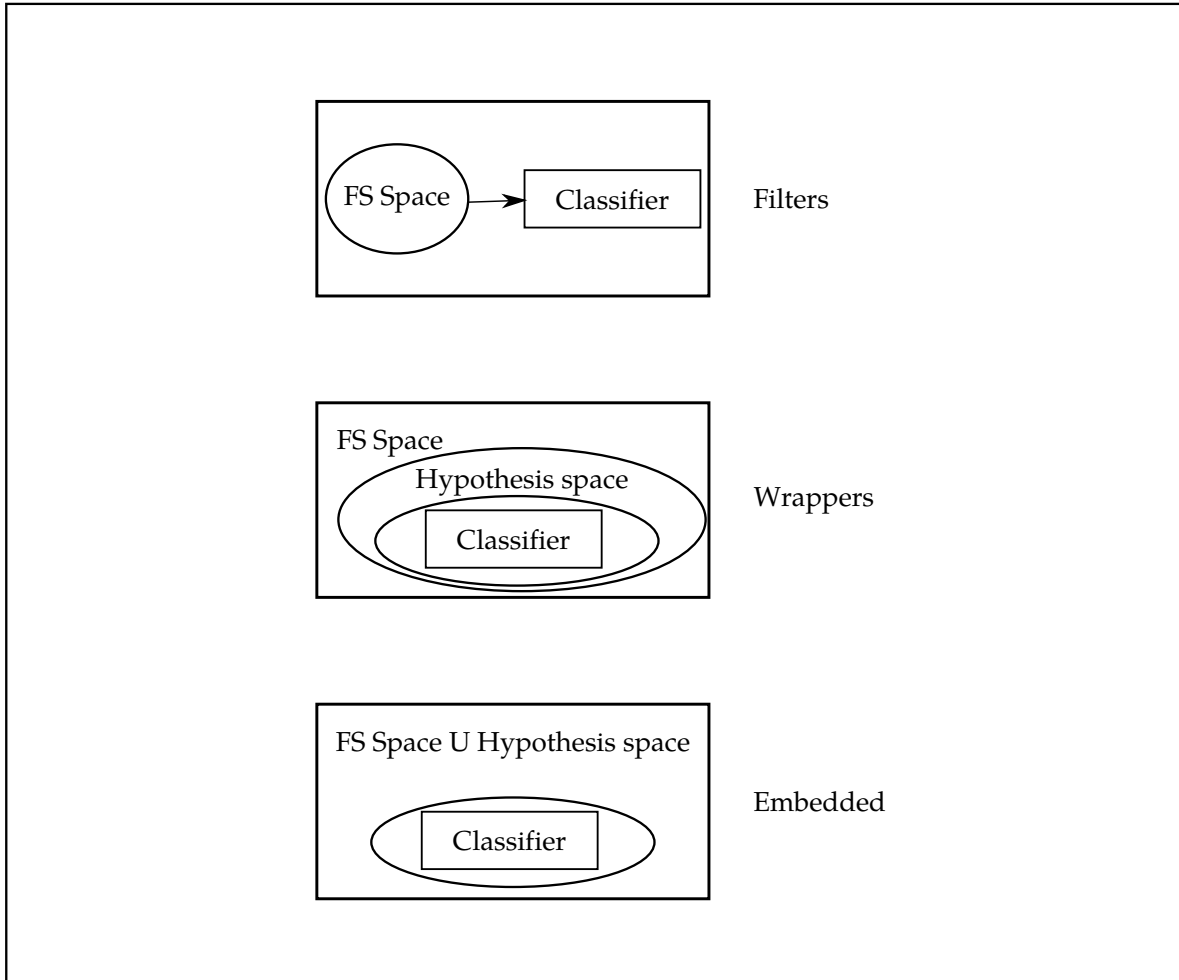 FS Space
Classifier
Filters
FS Space
Hypothesis space
Classifier
Wrappers
FS Space U Hypothesis space
Classifier
Embedded